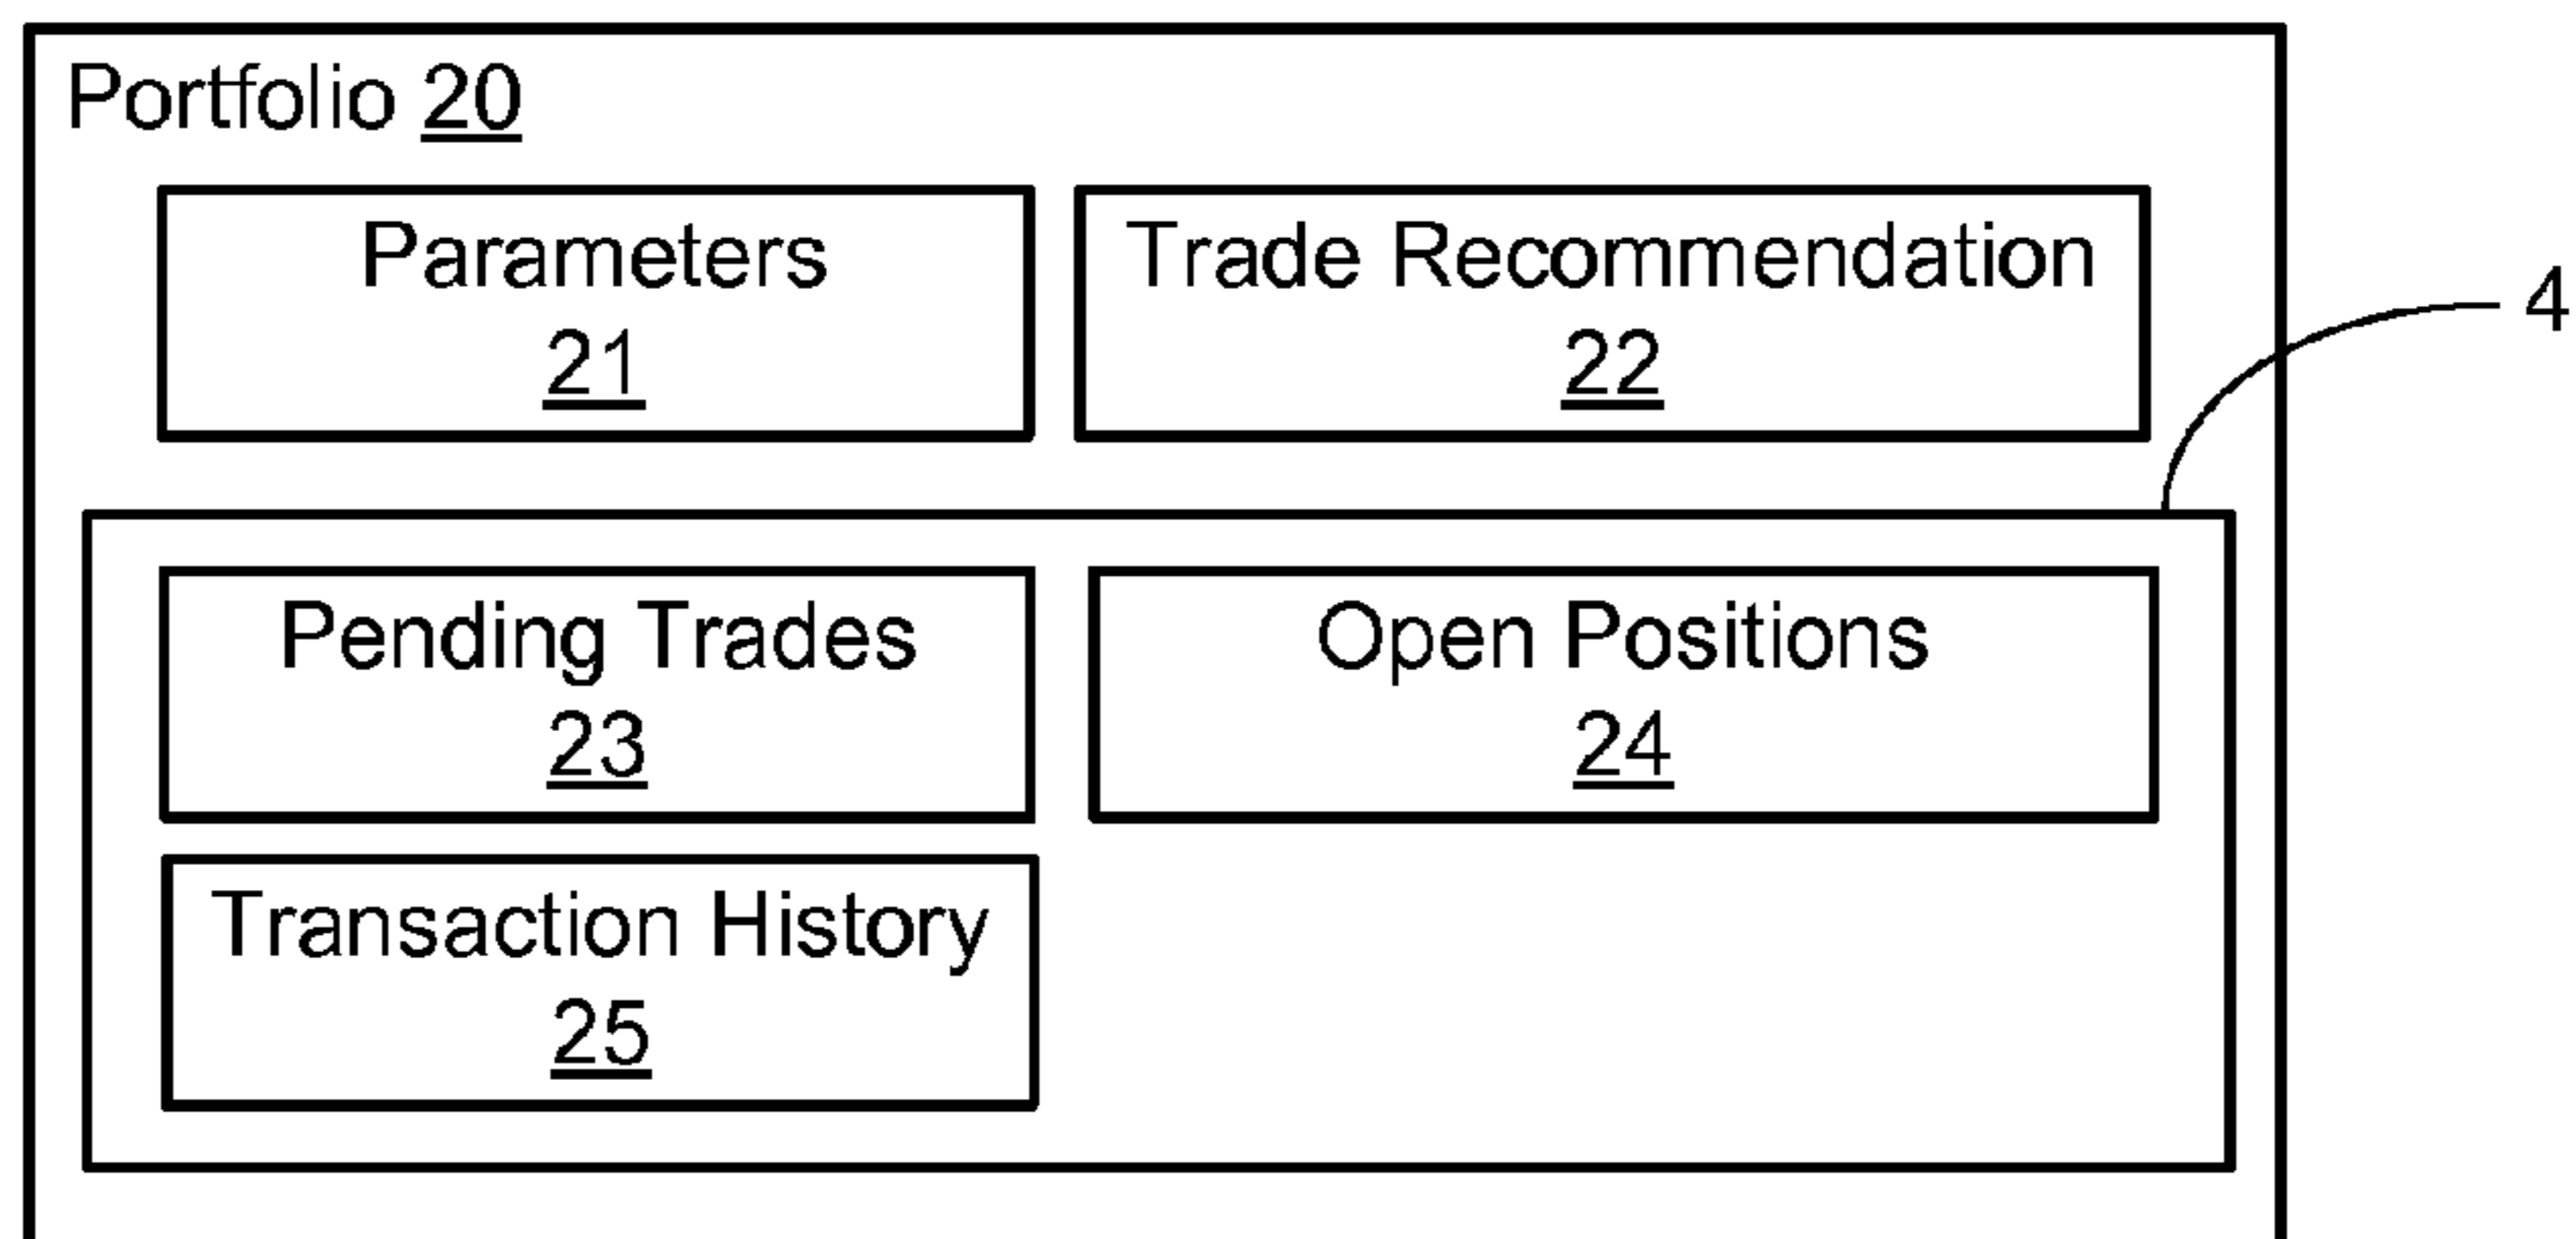 Portfolio 20
Parameters
21
Trade Recommendation
22
4
Pending Trades
23
Open Positions
24
Transaction History
25